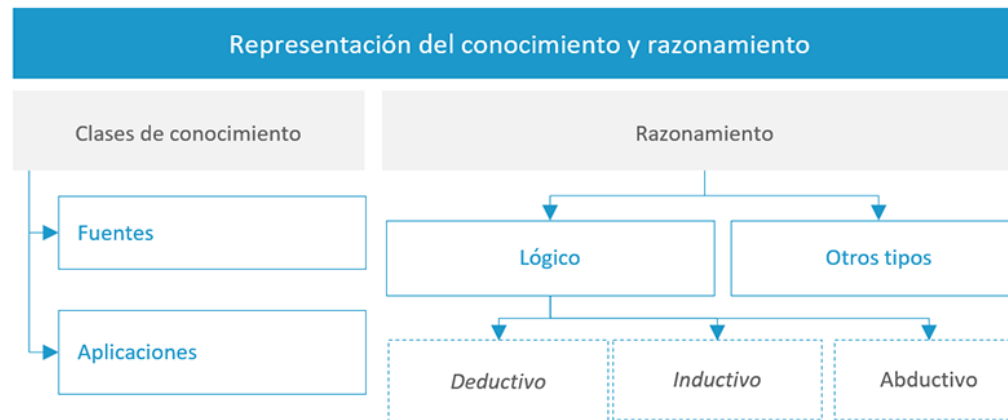 Representación del conocimiento y razonamiento
Clases de conocimiento
Razonamiento
Fuentes
Lógico
Otros tipos
Aplicaciones
Deductivo
Inductivo
Abductivo